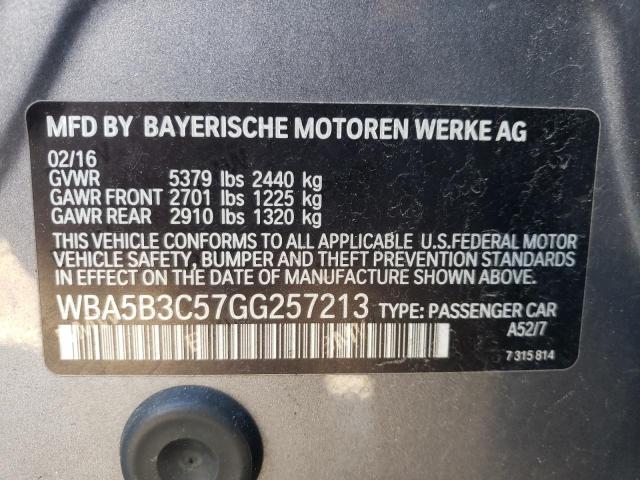 MFD BY BAYERISCHE MOTOREN WERKE AG
02/16
GVWR 5379 lbs 2440 kg
GAWR FRONT 2701 lbs 1225 kg
GAWR REAR 2910 lbs 1320 kg
THIS VEHICLE CONFORMS TO ALL APPLICABLE U.S.FEDERAL MOTOR
VEHICLE SAFETY, BUMPER AND THEFT PREVENTION STANDARDS
IN EFFECT ON THE DATE OF MANUFACTURE SHOWN ABOVE.
WBA5B3C57GG257213 TYPE: PASSENGER CAR
A52/7
7 315 814